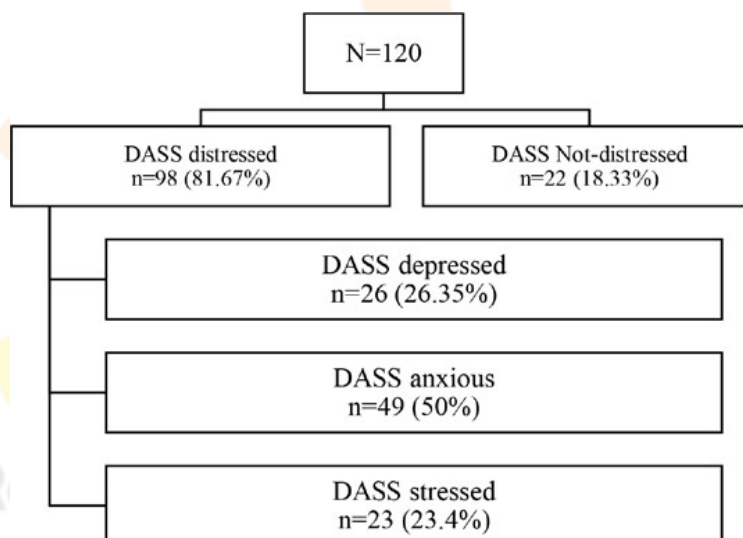 N=120
DASS distressed
n=98 (81.67%)
DASS Not-distressed
n=22 (18.33%)
DASS depressed
n=26 (26.35%)
DASS anxious
n=49 (50%)
DASS stressed
n=23 (23.4%)